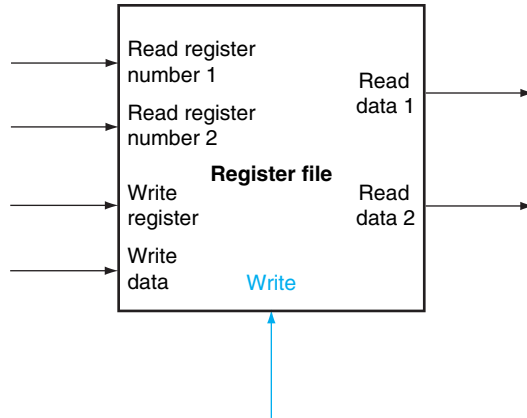 Read register
number 1
Read register
number 2
Register file
Write
register
Write
data
Read
data 1
Read
data 2
Write